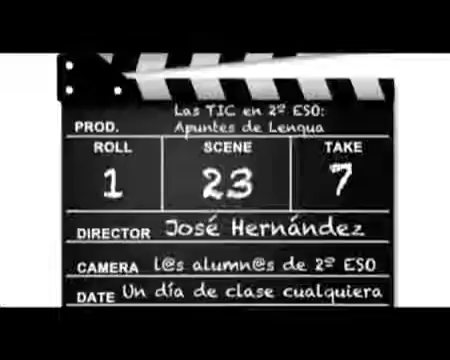 Las TIC en 2º ESO:
PROD. Apuntes de Lengua
ROLL SCENE TAKE
1 23 7
DIRECTOR José Hernández
CAMERA l@s alumn@s de 2º ESO
DATE Un día de clase cualquiera